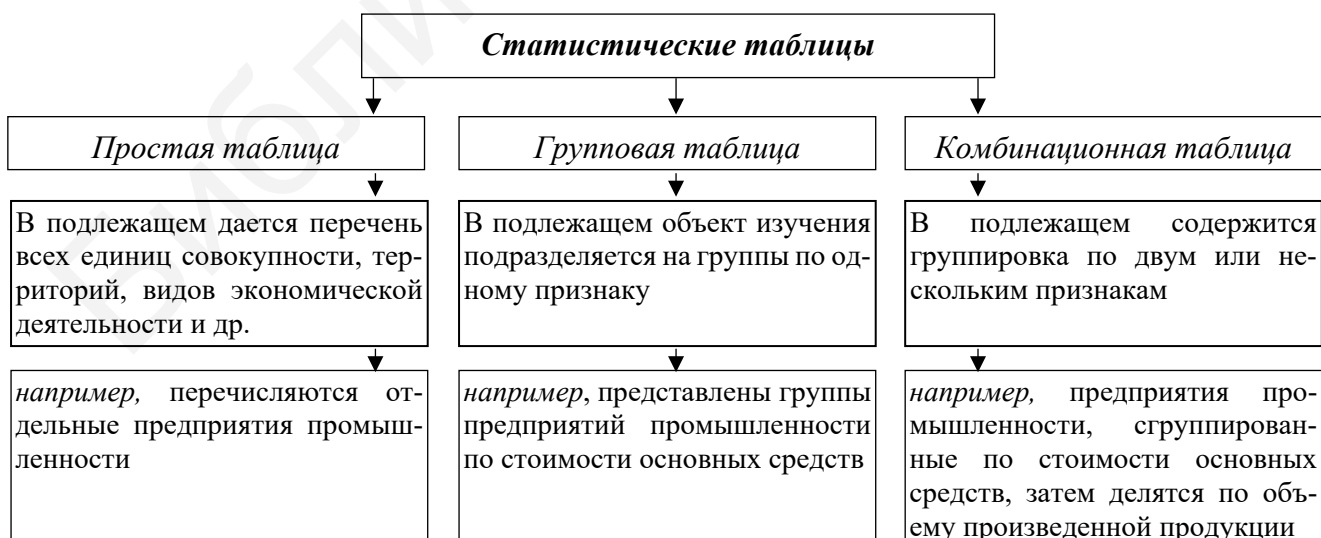 Статистические таблицы
Простая таблица
Групповая таблица
Комбинационная таблица
В подлежащем дается перечень
всех единиц совокупности, тер-
риторий, видов экономической
деятельности и др.
В подлежащем объект изучения
подразделяется на группы по од-
ному признаку
В подлежащем содержится
группировка по двум или не-
скольким признакам
например, перечисляются от-
дельные предприятия промыш-
ленности
например, представлены группы
предприятий промышленности
по стоимости основных средств
например, предприятия про-
мышленности, сгруппирован-
ные по стоимости основных
средств, затем делятся по объ-
ему произведенной продукции